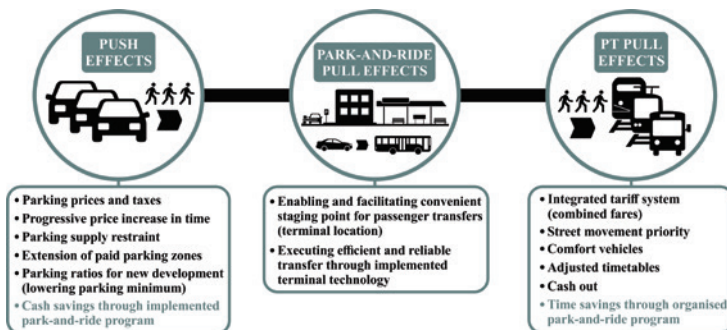 PUSH
EFFECTS
PARK-AND-RIDE
PULL EFFECTS
PT PULL
EFFECTS
• Parking prices and taxes
• Progressive price increase in time
• Parking supply restraint
• Extension of paid parking zones
• Parking ratios for new development
(lowering parking minimum)
• Cash savings through implemented
park-and-ride program
• Enabling and facilitating convenient
staging point for passenger transfers
(terminal location)
• Executing efficient and reliable
transfer through implemented
terminal technology
• Integrated tariff system
(combined fares)
• Street movement priority
• Comfort vehicles
• Adjusted timetables
• Cash out
• Time savings through organised
park-and-ride program